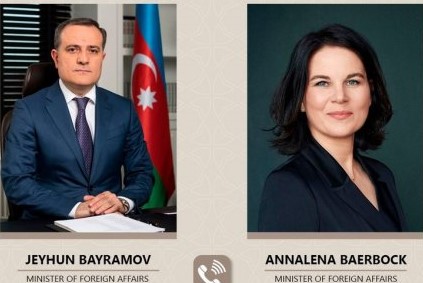 JEYHUN BAYRAMOV
ANNALENA BAERBOCK
MINISTER OF FOREIGN AFFAIRS
MINISTER OF FOREIGN AFFAIRS